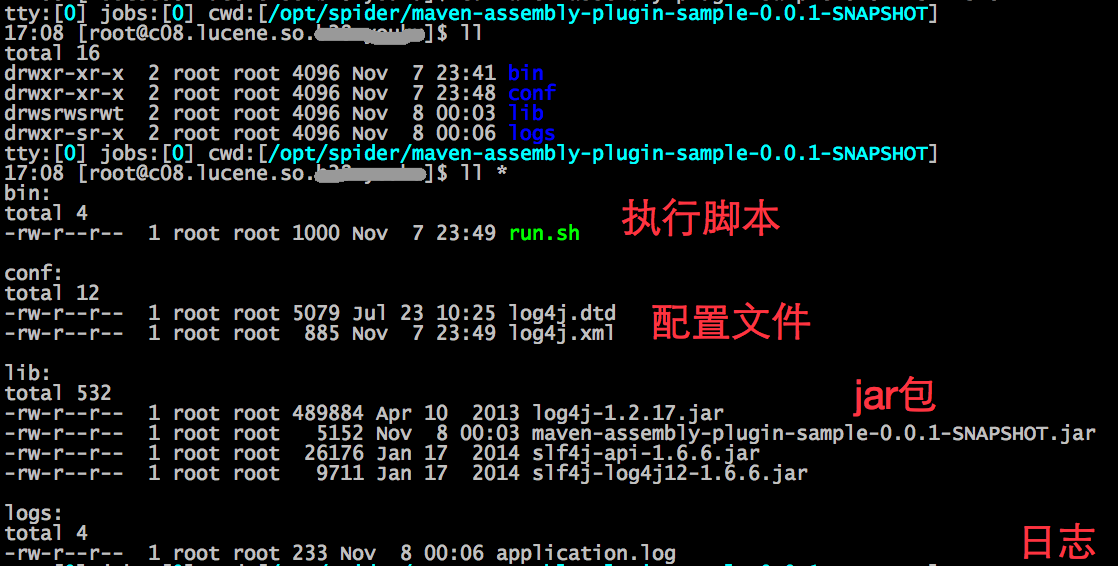 tty:[0] jobs:[0] cwd:[/opt/spider/maven-assembly-plugin-sample-0.0.1-SNAPSHOT]
17:08 [root@c08.lucene.so. ]$ ll
total 16
drwxr-xr-x  2 root root 4096 Nov  7 23:41 bin
drwxr-xr-x  2 root root 4096 Nov  7 23:48 conf
drwsrwsrwt  2 root root 4096 Nov  8 00:03 lib
drwxr-sr-x  2 root root 4096 Nov  8 00:06 logs
tty:[0] jobs:[0] cwd:[/opt/spider/maven-assembly-plugin-sample-0.0.1-SNAPSHOT]
17:08 [root@c08.lucene.so. ]$ ll *
bin:
total 4
-rw-r--r--  1 root root 1000 Nov  7 23:49 run.sh
执行脚本
conf:
total 12
-rw-r--r--  1 root root 5079 Jul 23 10:25 log4j.dtd
-rw-r--r--  1 root root  885 Nov  7 23:49 log4j.xml
配置文件
lib:
total 532
jar包
-rw-r--r--  1 root root 489884 Apr 10  2013 log4j-1.2.17.jar
-rw-r--r--  1 root root   5152 Nov  8 00:03 maven-assembly-plugin-sample-0.0.1-SNAPSHOT.jar
-rw-r--r--  1 root root  26176 Jan 17  2014 slf4j-api-1.6.6.jar
-rw-r--r--  1 root root   9711 Jan 17  2014 slf4j-log4j12-1.6.6.jar
logs:
total 4
-rw-r--r--  1 root root 233 Nov  8 00:06 application.log
日志